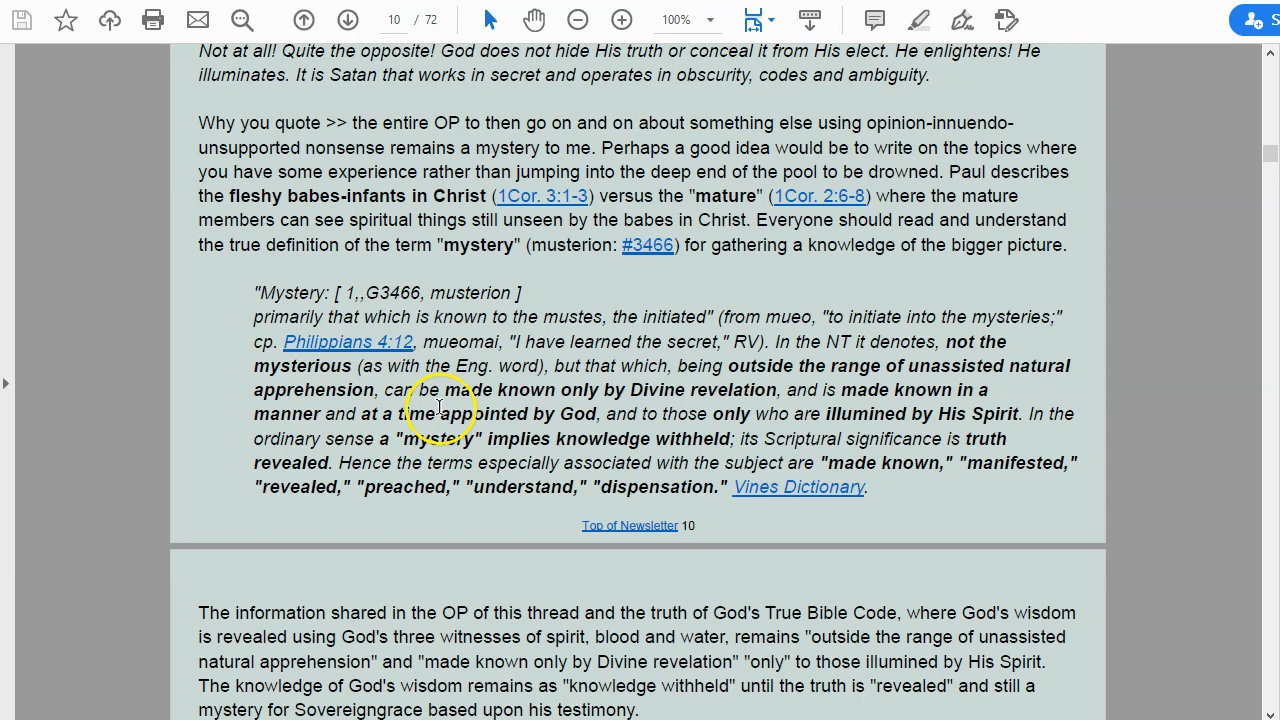 10 / 72
100%
S
Not at all! Quite the opposite! God does not hide His truth or conceal it from His elect. He enlightens! He
illuminates. It is Satan that works in secret and operates in obscurity, codes and ambiguity.
Why you quote >> the entire OP to then go on and on about something else using opinion-innuendo-
unsupported nonsense remains a mystery to me. Perhaps a good idea would be to write on the topics where
you have some experience rather than jumping into the deep end of the pool to be drowned. Paul describes
the fleshy babes-infants in Christ (1Cor. 3:1-3) versus the "mature" (1Cor. 2:6-8) where the mature
members can see spiritual things still unseen by the babes in Christ. Everyone should read and understand
the true definition of the term "mystery" (musterion: #3466) for gathering a knowledge of the bigger picture.
"Mystery: [ 1,,G3466, musterion ]
primarily that which is known to the mustes, the initiated" (from mueo, "to initiate into the mysteries;"
cp. Philippians 4:12, mueomai, "I have learned the secret," RV). In the NT it denotes, not the
mysterious (as with the Eng. word), but that which, being outside the range of unassisted natural
apprehension, can be made known only by Divine revelation, and is made known in a
manner and at a time appointed by God, and to those only who are illumined by His Spirit. In the
ordinary sense a "mystery" implies knowledge withheld; its Scriptural significance is truth
revealed. Hence the terms especially associated with the subject are "made known," "manifested,"
"revealed," "preached," "understand," "dispensation." Vines Dictionary.
Top of Newsletter 10
The information shared in the OP of this thread and the truth of God's True Bible Code, where God's wisdom
is revealed using God's three witnesses of spirit, blood and water, remains "outside the range of unassisted
natural apprehension" and "made known only by Divine revelation" "only" to those illumined by His Spirit.
The knowledge of God's wisdom remains as "knowledge withheld" until the truth is "revealed" and still a
mystery for Sovereigngrace based upon his testimony.